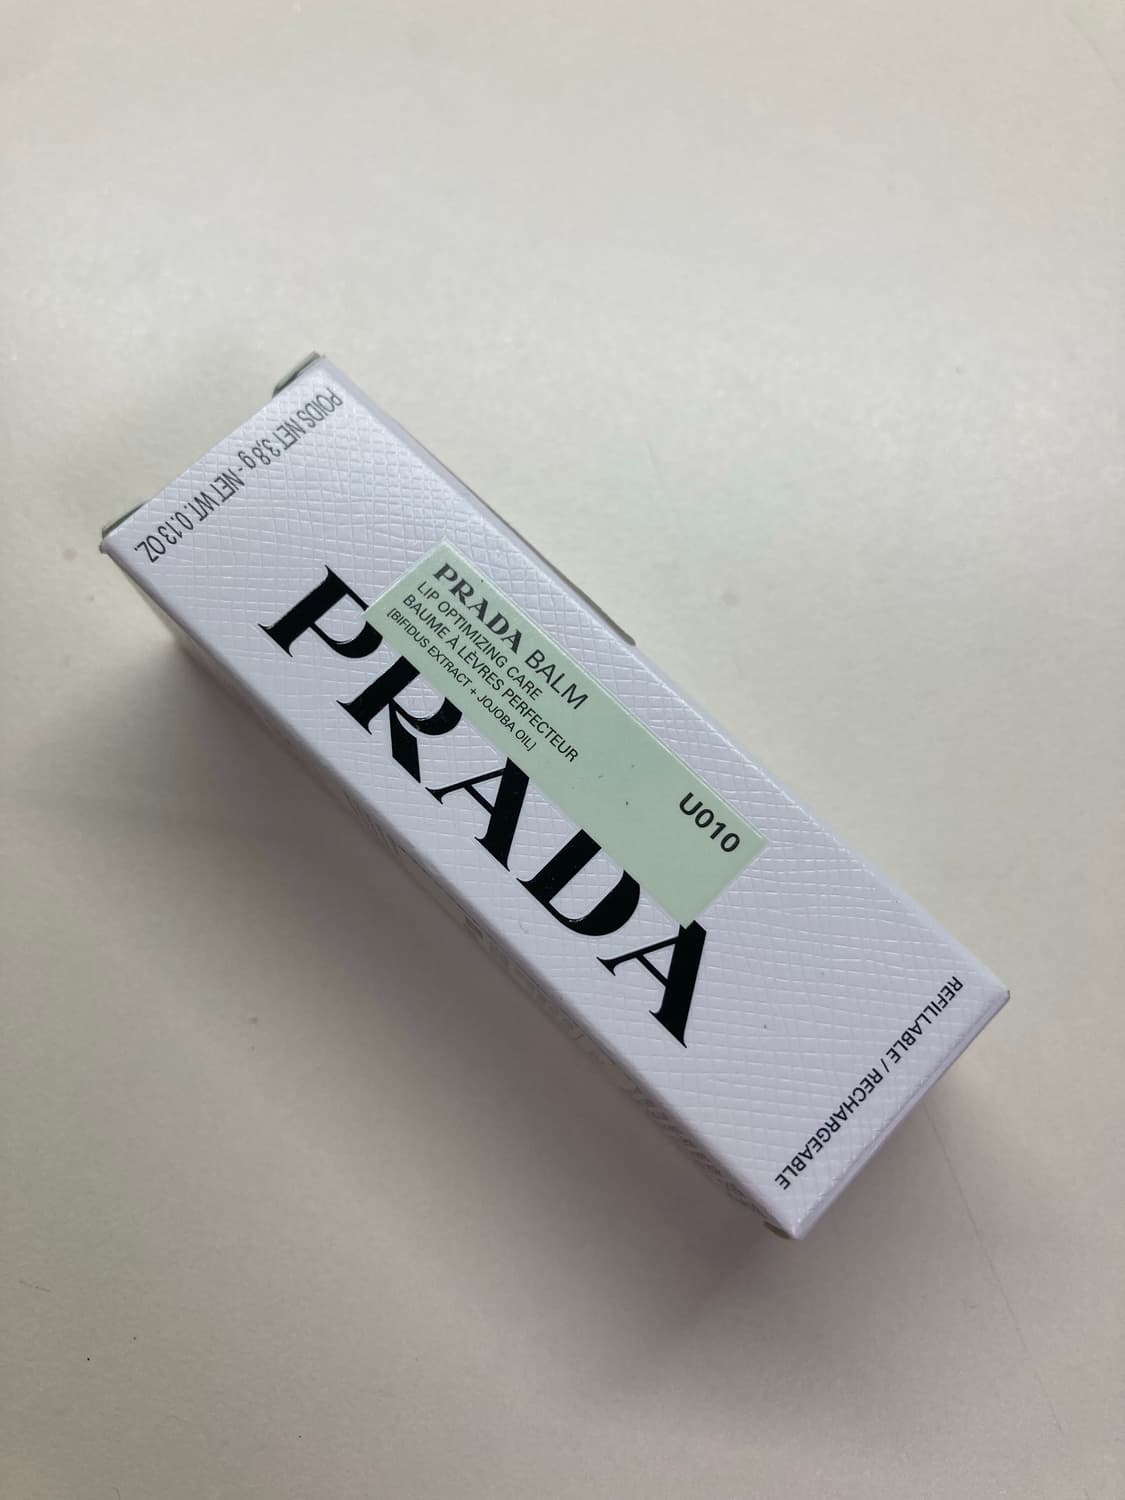 POIDS NET 3,8 g - NET WT. 0.13 OZ.
PRADA
PRADA BALM
LIP OPTIMIZING CARE
BAUME À LÈVRES PERFECTEUR
[BIFIDUS EXTRACT + JOJOBA OIL]
U010
REFILLABLE / RECHARGEABLE